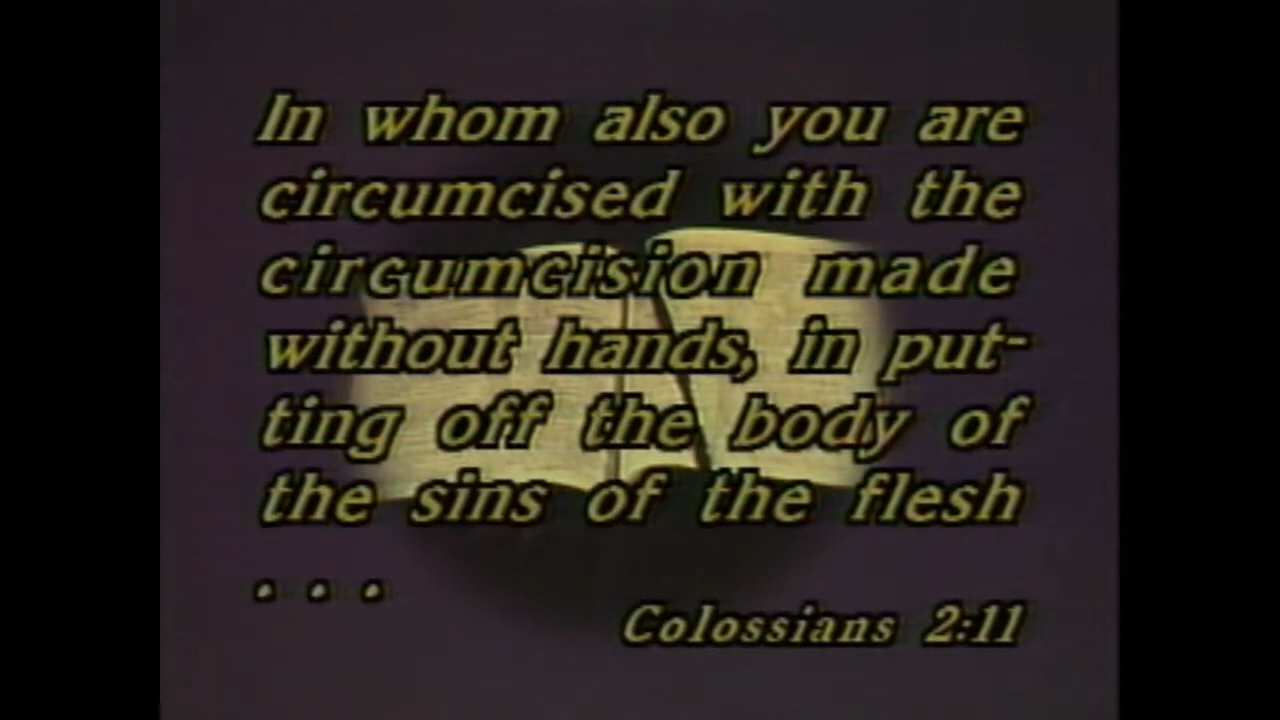 In whom also you are
circumcised with the
circumcision made
without hands, in put-
ting off the body of
the sins of the flesh
. . .
Colossians 2:11